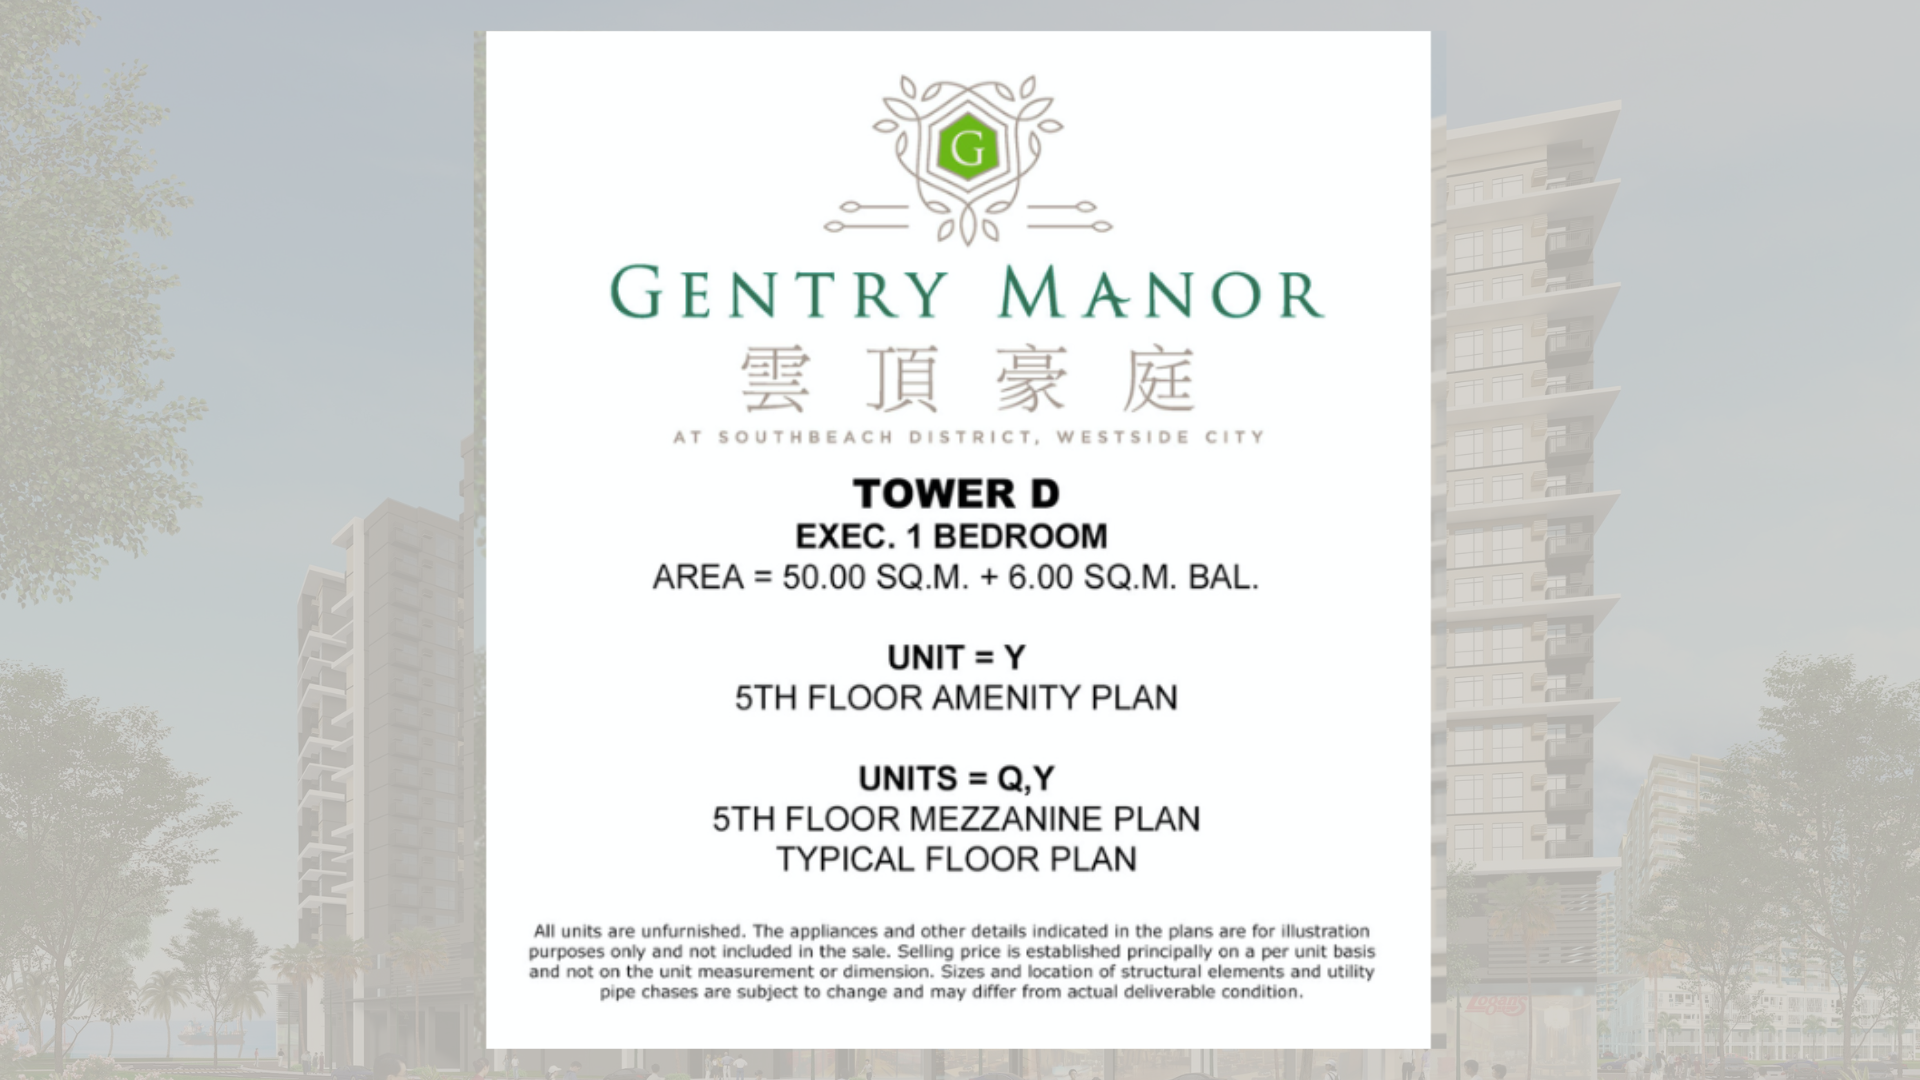 G
GENTRY MANOR
雲頂豪庭
AT SOUTHBEACH DISTRICT, WESTSIDE CITY
TOWER D
EXEC. 1 BEDROOM
AREA = 50.00 SQ.M. + 6.00 SQ.M. BAL.
UNIT = Y
5TH FLOOR AMENITY PLAN
UNITS = Q,Y
5TH FLOOR MEZZANINE PLAN
TYPICAL FLOOR PLAN
All units are unfurnished. The appliances and other details indicated in the plans are for illustration
purposes only and not included in the sale. Selling price is established principally on a per unit basis
and not on the unit measurement or dimension. Sizes and location of structural elements and utility
pipe chases are subject to change and may differ from actual deliverable condition.